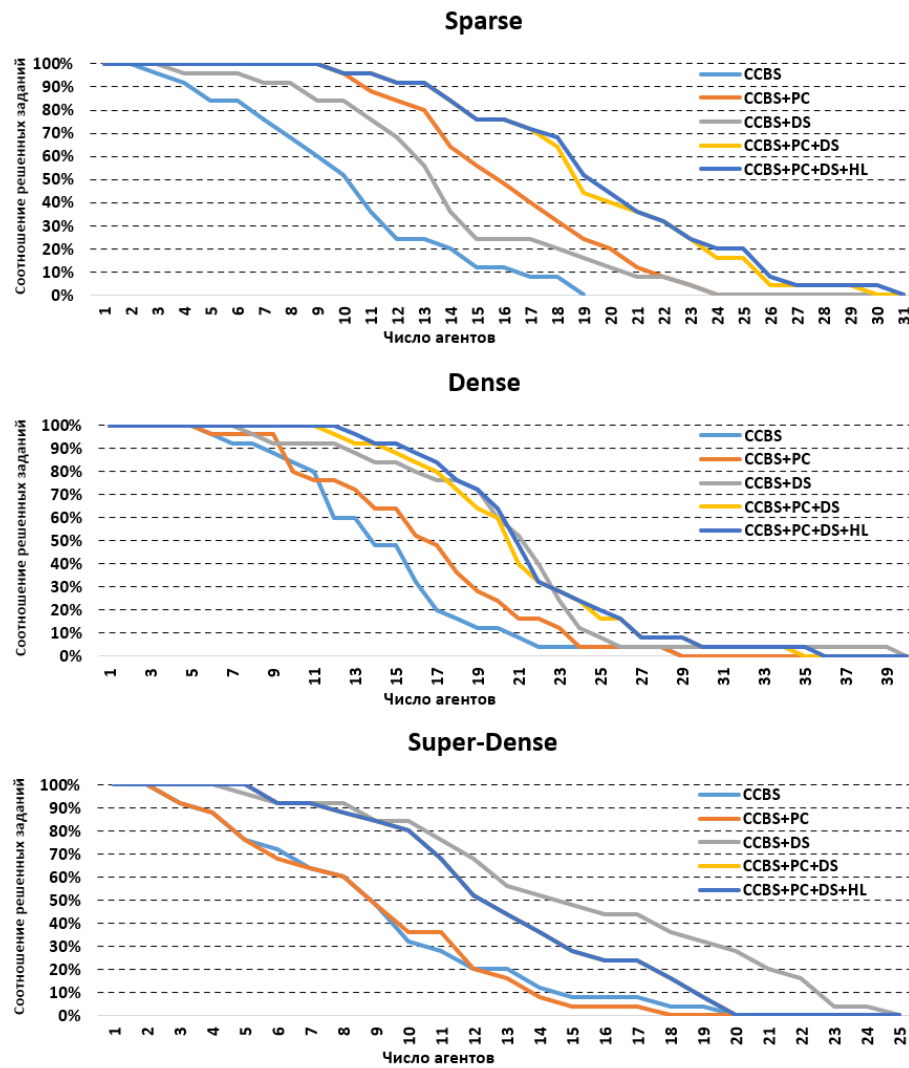 Sparse
Соотношение решенных заданий
100%
90%
80%
70%
60%
50%
40%
30%
20%
10%
0%
CCBS
CCBS+PC
CCBS+DS
CCBS+PC+DS
CCBS+PC+DS+HL
1 2 3 4 5 6 7 8 9 10 11 12 13 14 15 16 17 18 19 20 21 22 23 24 25 26 27 28 29 30 31
Число агентов
Dense
Соотношение решенных заданий
100%
90%
80%
70%
60%
50%
40%
30%
20%
10%
0%
CCBS
CCBS+PC
CCBS+DS
CCBS+PC+DS
CCBS+PC+DS+HL
1 3 5 7 9 11 13 15 17 19 21 23 25 27 29 31 33 35 37 39
Число агентов
Super-Dense
Соотношение решенных заданий
100%
90%
80%
70%
60%
50%
40%
30%
20%
10%
0%
CCBS
CCBS+PC
CCBS+DS
CCBS+PC+DS
CCBS+PC+DS+HL
1 2 3 4 5 6 7 8 9 10 11 12 13 14 15 16 17 18 19 20 21 22 23 24 25
Число агентов